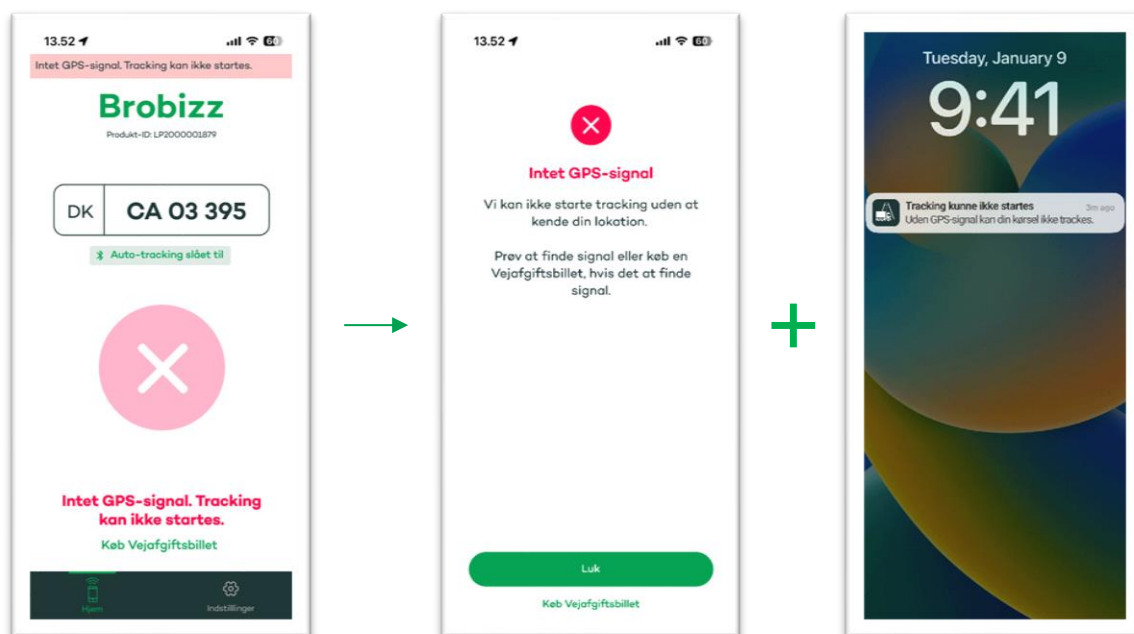 13.52
60
Intet GPS-signal. Tracking kan ikke startes.
Brobizz
Produkt-ID: LP2000001879
DK CA 03 395
Auto-tracking slået til
Intet GPS-signal. Tracking
kan ikke startes.
Køb Vejafgiftsbillet
Hjem
Indstillinger
13.52
60
Intet GPS-signal
Vi kan ikke starte tracking uden at
kende din lokation.
Prøv at finde signal eller køb en
Vejafgiftsbillet, hvis det at finde
signal.
Luk
Køb Vejafgiftsbillet
Tuesday, January 9
9:41
Tracking kunne ikke startes
3m ago
Uden GPS-signal kan din kørsel ikke trackes.